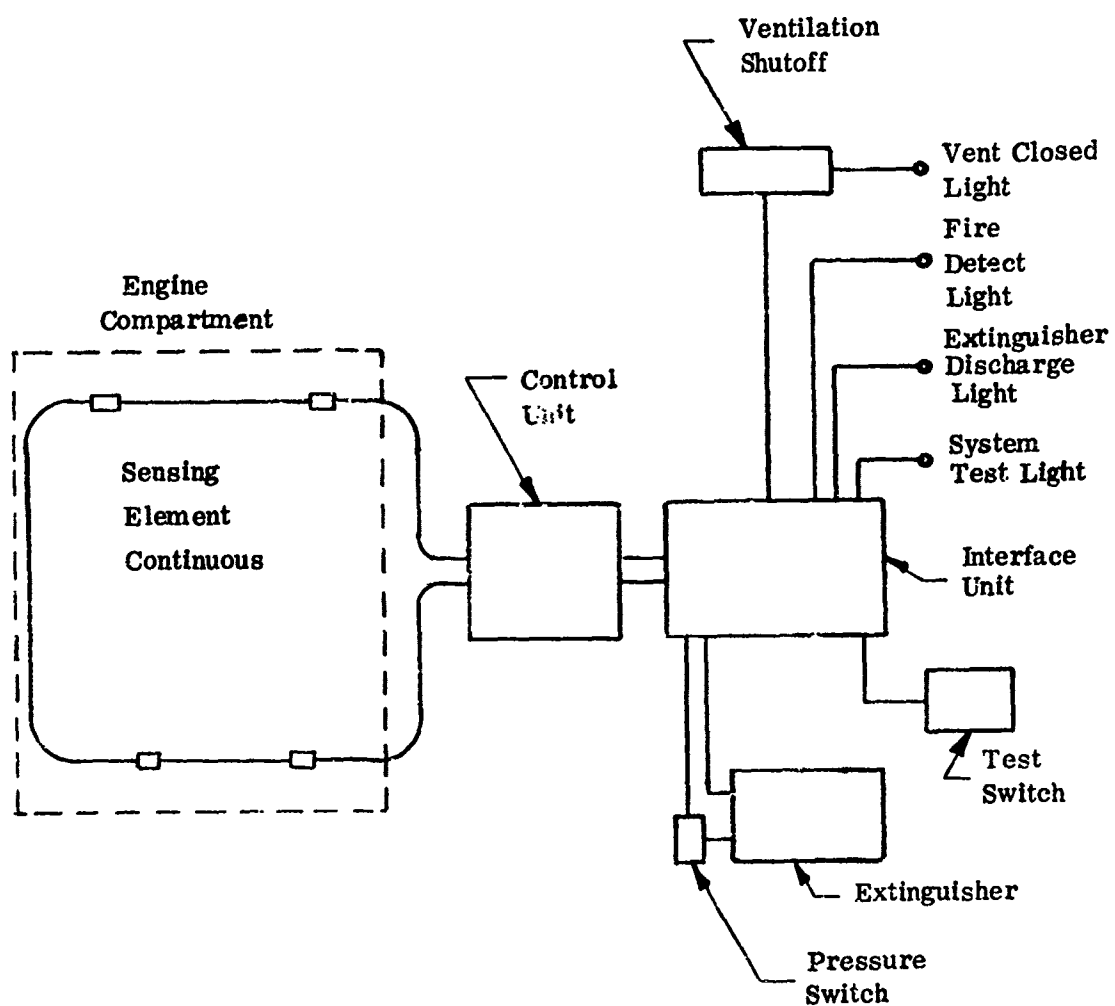 Ventilation
Shutoff
Vent Closed
Light
Fire
Detect
Light
Extinguisher
Discharge
Light
System
Test Light
Engine
Compartment
Control
Unit
Sensing
Element
Continuous
Interface
Unit
Test
Switch
Extinguisher
Pressure
Switch